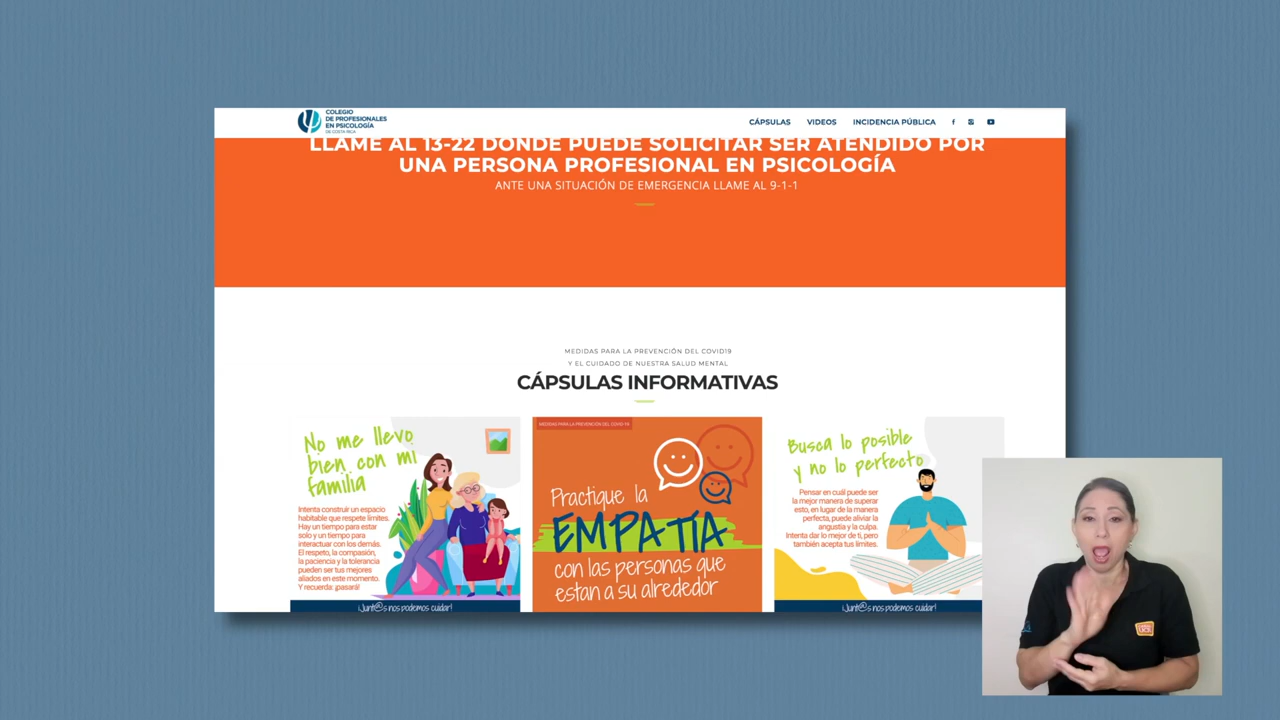 COLEGIO
DE PROFESIONALES
EN PSICOLOGÍA
DE COSTA RICA
CÁPSULAS
VIDEOS
INCIDENCIA PÚBLICA
LLAME AL 13-22 DONDE PUEDE SOLICITAR SER ATENDIDO POR
UNA PERSONA PROFESIONAL EN PSICOLOGÍA
ANTE UNA SITUACIÓN DE EMERGENCIA LLAME AL 9-1-1
MEDIDAS PARA LA PREVENCIÓN DEL COVID19
Y EL CUIDADO DE NUESTRA SALUD MENTAL
CÁPSULAS INFORMATIVAS
No me llevo
bien con mi
familia
Intenta construir un espacio
habitable que respete límites.
Hay un tiempo para estar
solo y un tiempo para
interactuar con los demás.
El respeto, la compasión,
la paciencia y la tolerancia
pueden ser tus mejores
aliados en este momento.
Y recuerda: ¡pasará!
¡Junt@s nos podemos cuidar!
MEDIDAS PARA LA PREVENCIÓN DEL COVID-19
Practique la
EMPATÍA
con las personas que
estan a su alrededor
Busca lo posible
y no lo perfecto
Pensar en cuál puede ser
la mejor manera de superar
esto, en lugar de la manera
perfecta, puede aliviar la
angustia y la culpa.
Intenta dar lo mejor de ti, pero
también acepta tus límites.
¡Junt@s nos podemos cuidar!